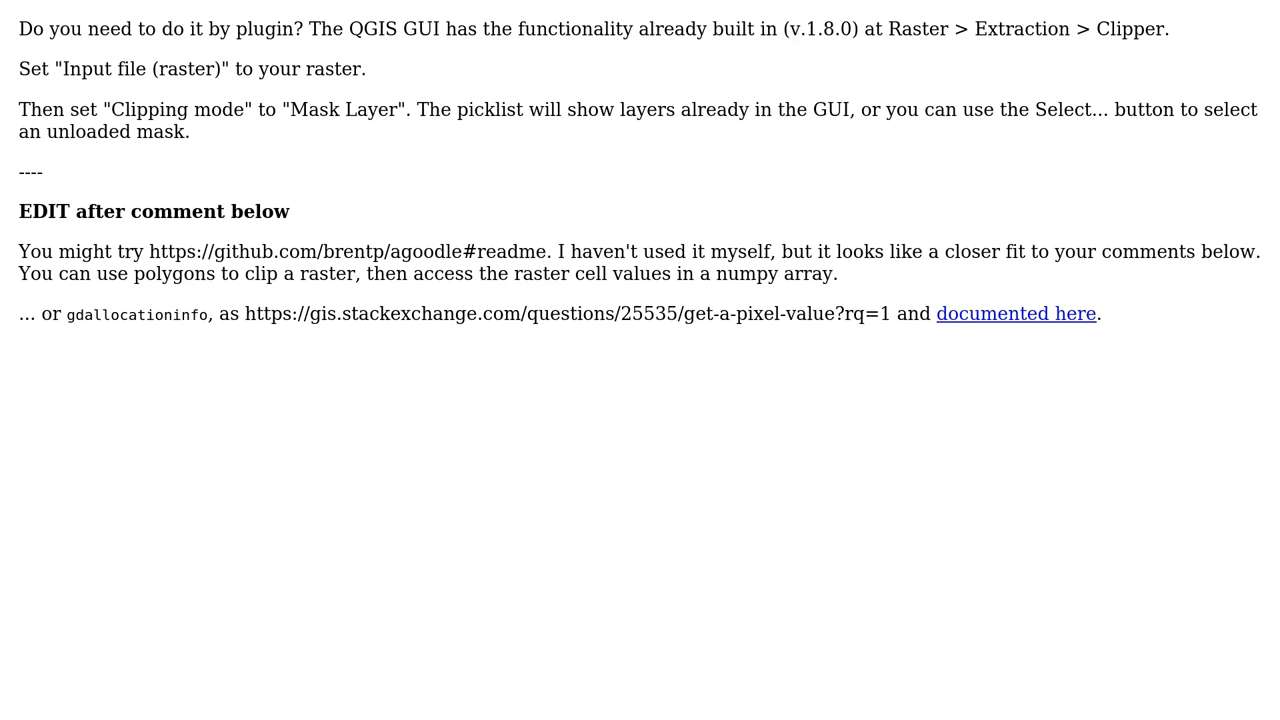 Do you need to do it by plugin? The QGIS GUI has the functionality already built in (v.1.8.0) at Raster > Extraction > Clipper.
Set "Input file (raster)" to your raster.
Then set "Clipping mode" to "Mask Layer". The picklist will show layers already in the GUI, or you can use the Select... button to select
an unloaded mask.
----
EDIT after comment below
You might try https://github.com/brentp/agoodle#readme. I haven't used it myself, but it looks like a closer fit to your comments below.
You can use polygons to clip a raster, then access the raster cell values in a numpy array.
... or gdallocationinfo, as https://gis.stackexchange.com/questions/25535/get-a-pixel-value?rq=1 and documented here.